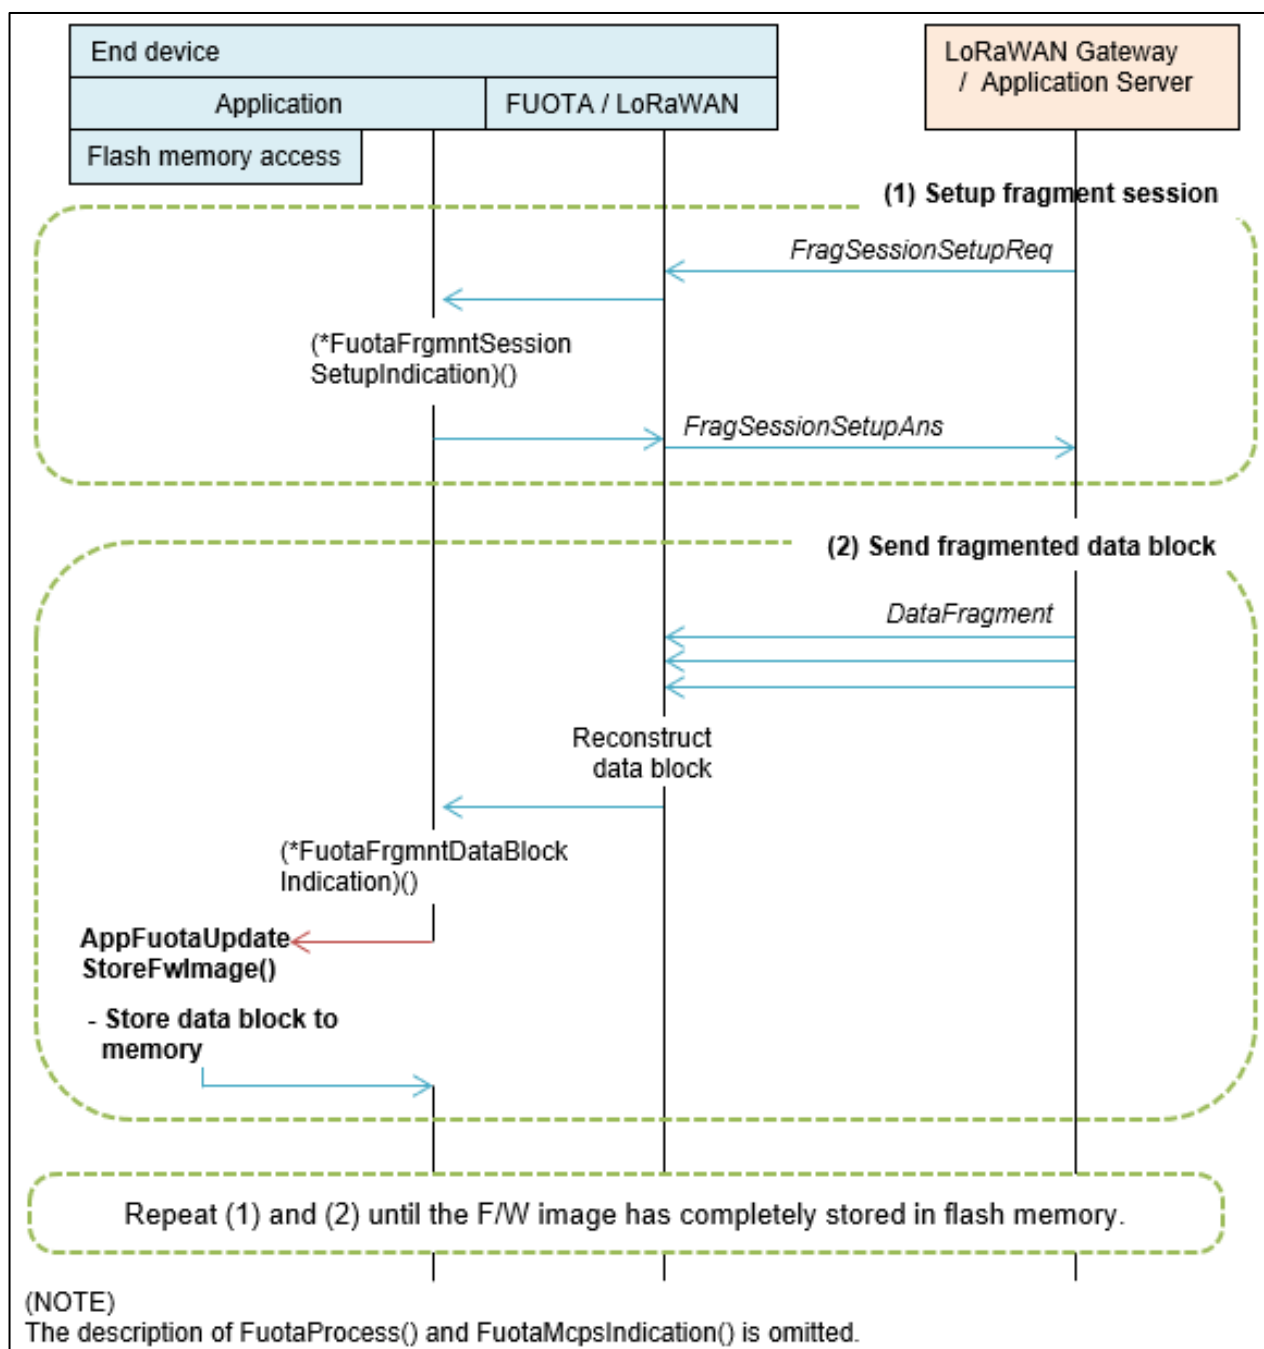 End device
LoRaWAN Gateway
/ Application Server
Application
FUOTA / LoRaWAN
Flash memory access
(1) Setup fragment session
FragSessionSetupReq
(*FuotaFrgmntSession
SetupIndication)()
FragSessionSetupAns
(2) Send fragmented data block
DataFragment
Reconstruct
data block
(*FuotaFrgmntDataBlock
Indication)()
AppFuotaUpdate
StoreFwImage()
- Store data block to
memory
Repeat (1) and (2) until the F/W image has completely stored in flash memory.
(NOTE)
The description of FuotaProcess() and FuotaMcpsIndication() is omitted.